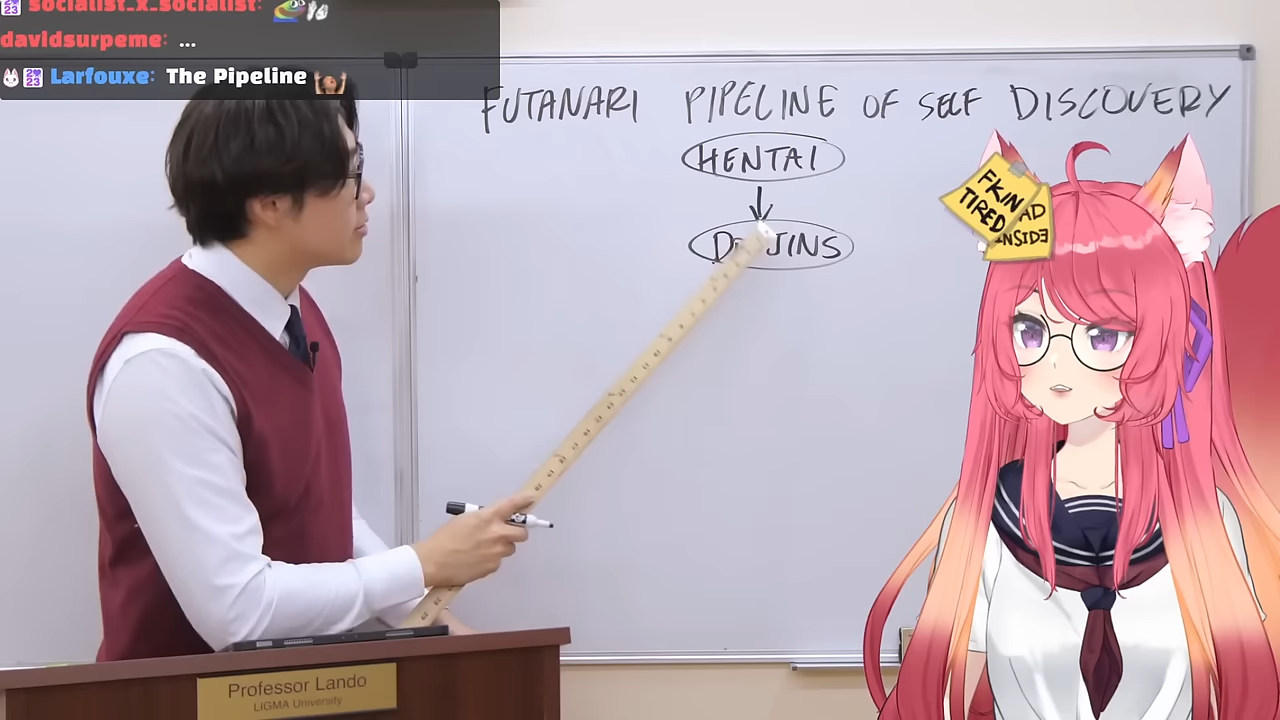 socialist_x_socialist:
davidsurpeme: ...
Larfouxe: The Pipeline
FUTANARI PIPELINE OF SELF DISCOVERY
HENTAI
FKIN
TIRED
Professor Lando
LIGMA University